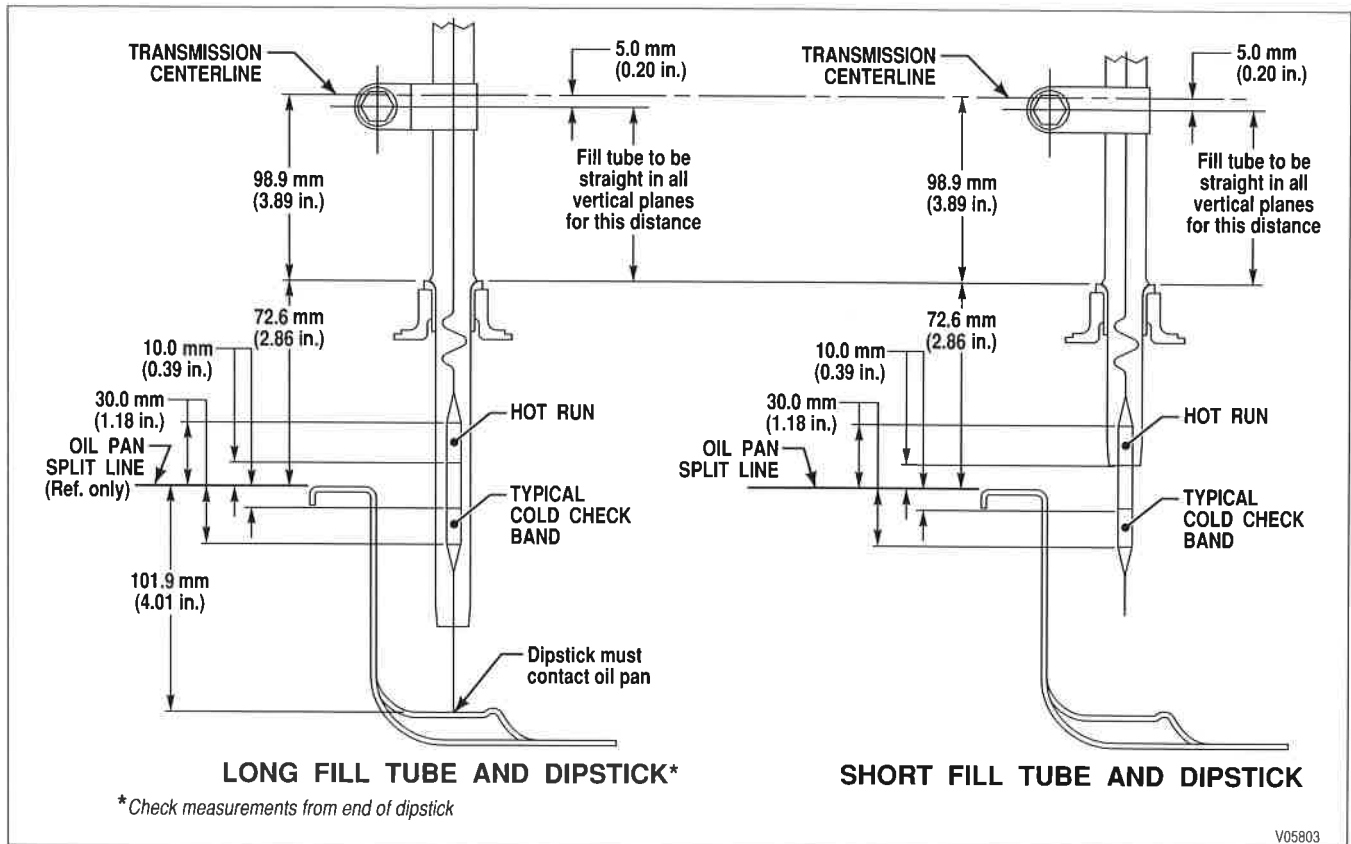 TRANSMISSION
CENTERLINE
5.0 mm
(0.20 in.)
98.9 mm
(3.89 in.)
Fill tube to be
straight in all
vertical planes
for this distance
72.6 mm
(2.86 in.)
10.0 mm
(0.39 in.)
30.0 mm
(1.18 in.)
OIL PAN
SPLIT LINE
(Ref. only)
HOT RUN
TYPICAL
COLD CHECK
BAND
101.9 mm
(4.01 in.)
Dipstick must
contact oil pan
LONG FILL TUBE AND DIPSTICK*
*Check measurements from end of dipstick
TRANSMISSION
CENTERLINE
5.0 mm
(0.20 in.)
98.9 mm
(3.89 in.)
Fill tube to be
straight in all
vertical planes
for this distance
72.6 mm
(2.86 in.)
10.0 mm
(0.39 in.)
30.0 mm
(1.18 in.)
OIL PAN
SPLIT LINE
HOT RUN
TYPICAL
COLD CHECK
BAND
SHORT FILL TUBE AND DIPSTICK
V05803